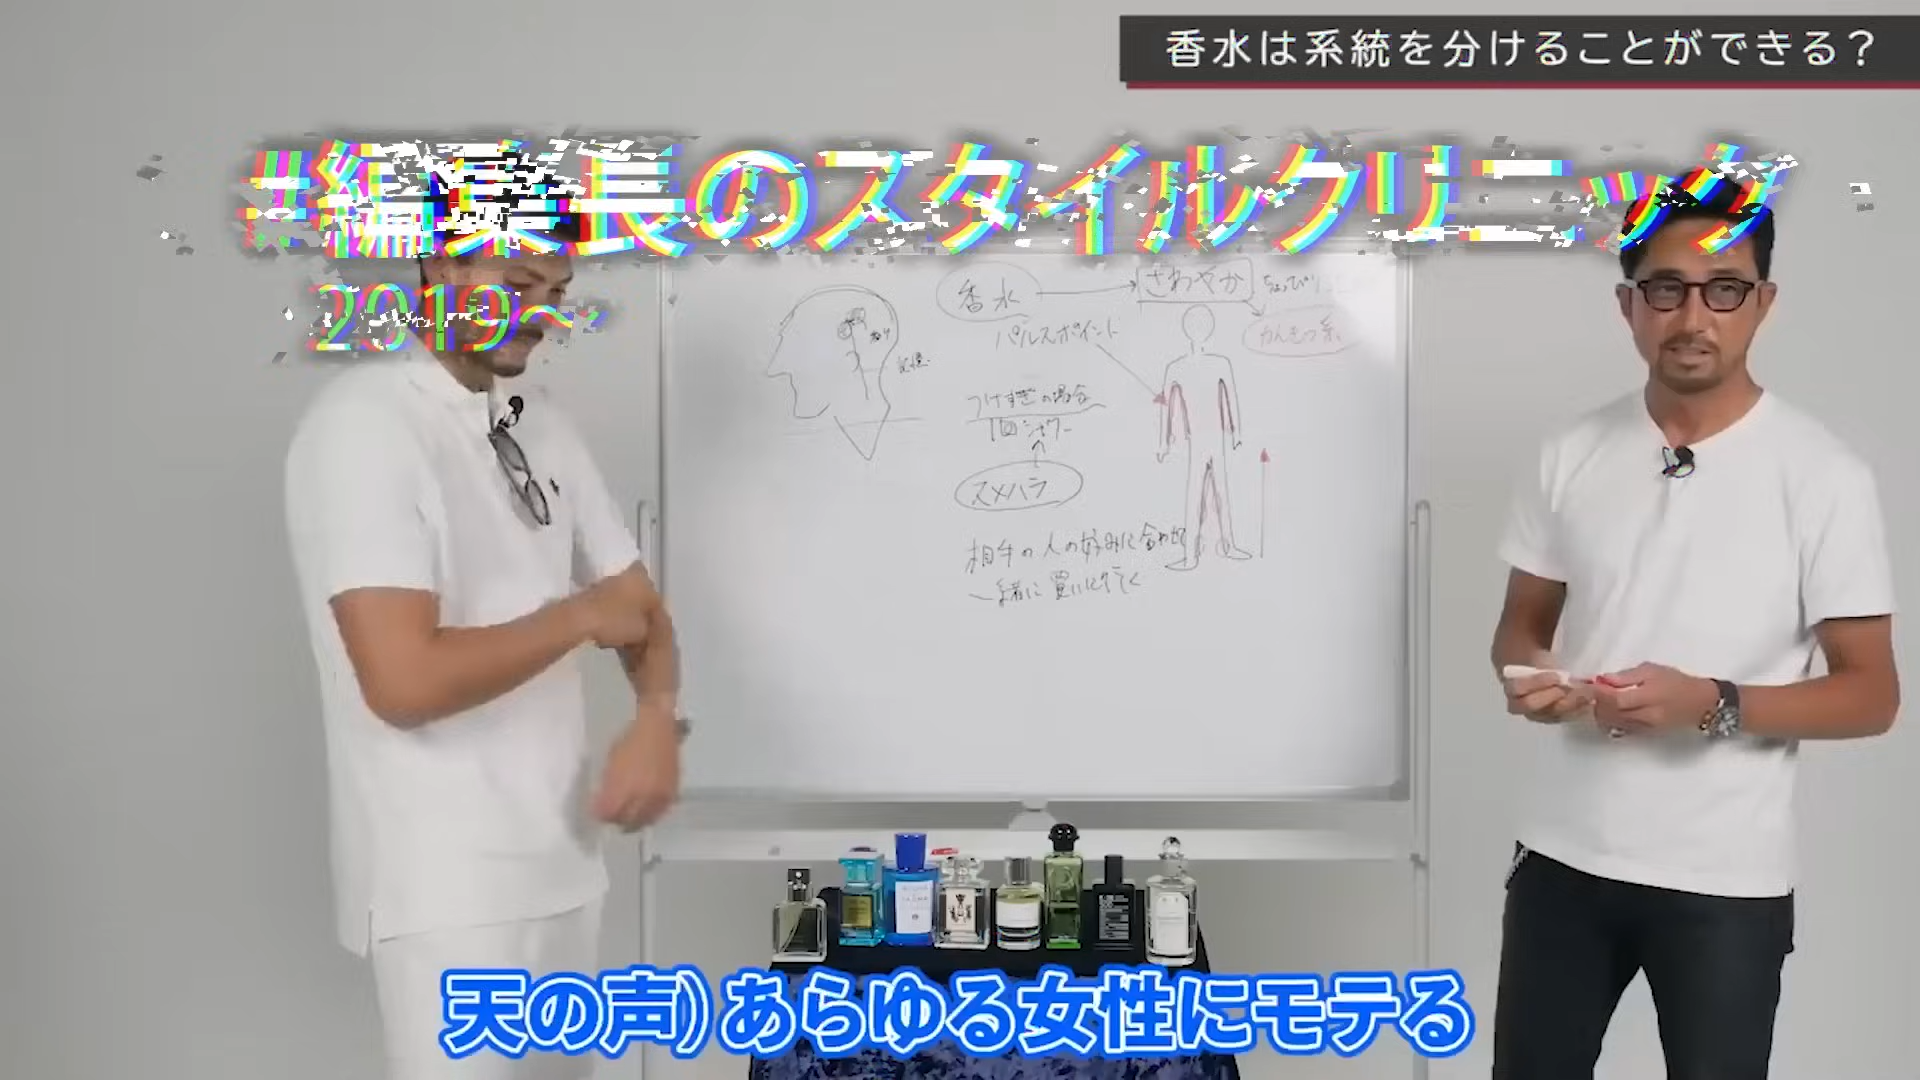 香水は系統を分けることができる？
#編集長のスタイルクリニック
2019〜
香水
さわやか
パルスポイント
かんきつ系
つけすぎの場合
1回シャワー
スメハラ
相手の人の好みに合わせ
一緒に買いに行く
天の声）あらゆる女性にモテる